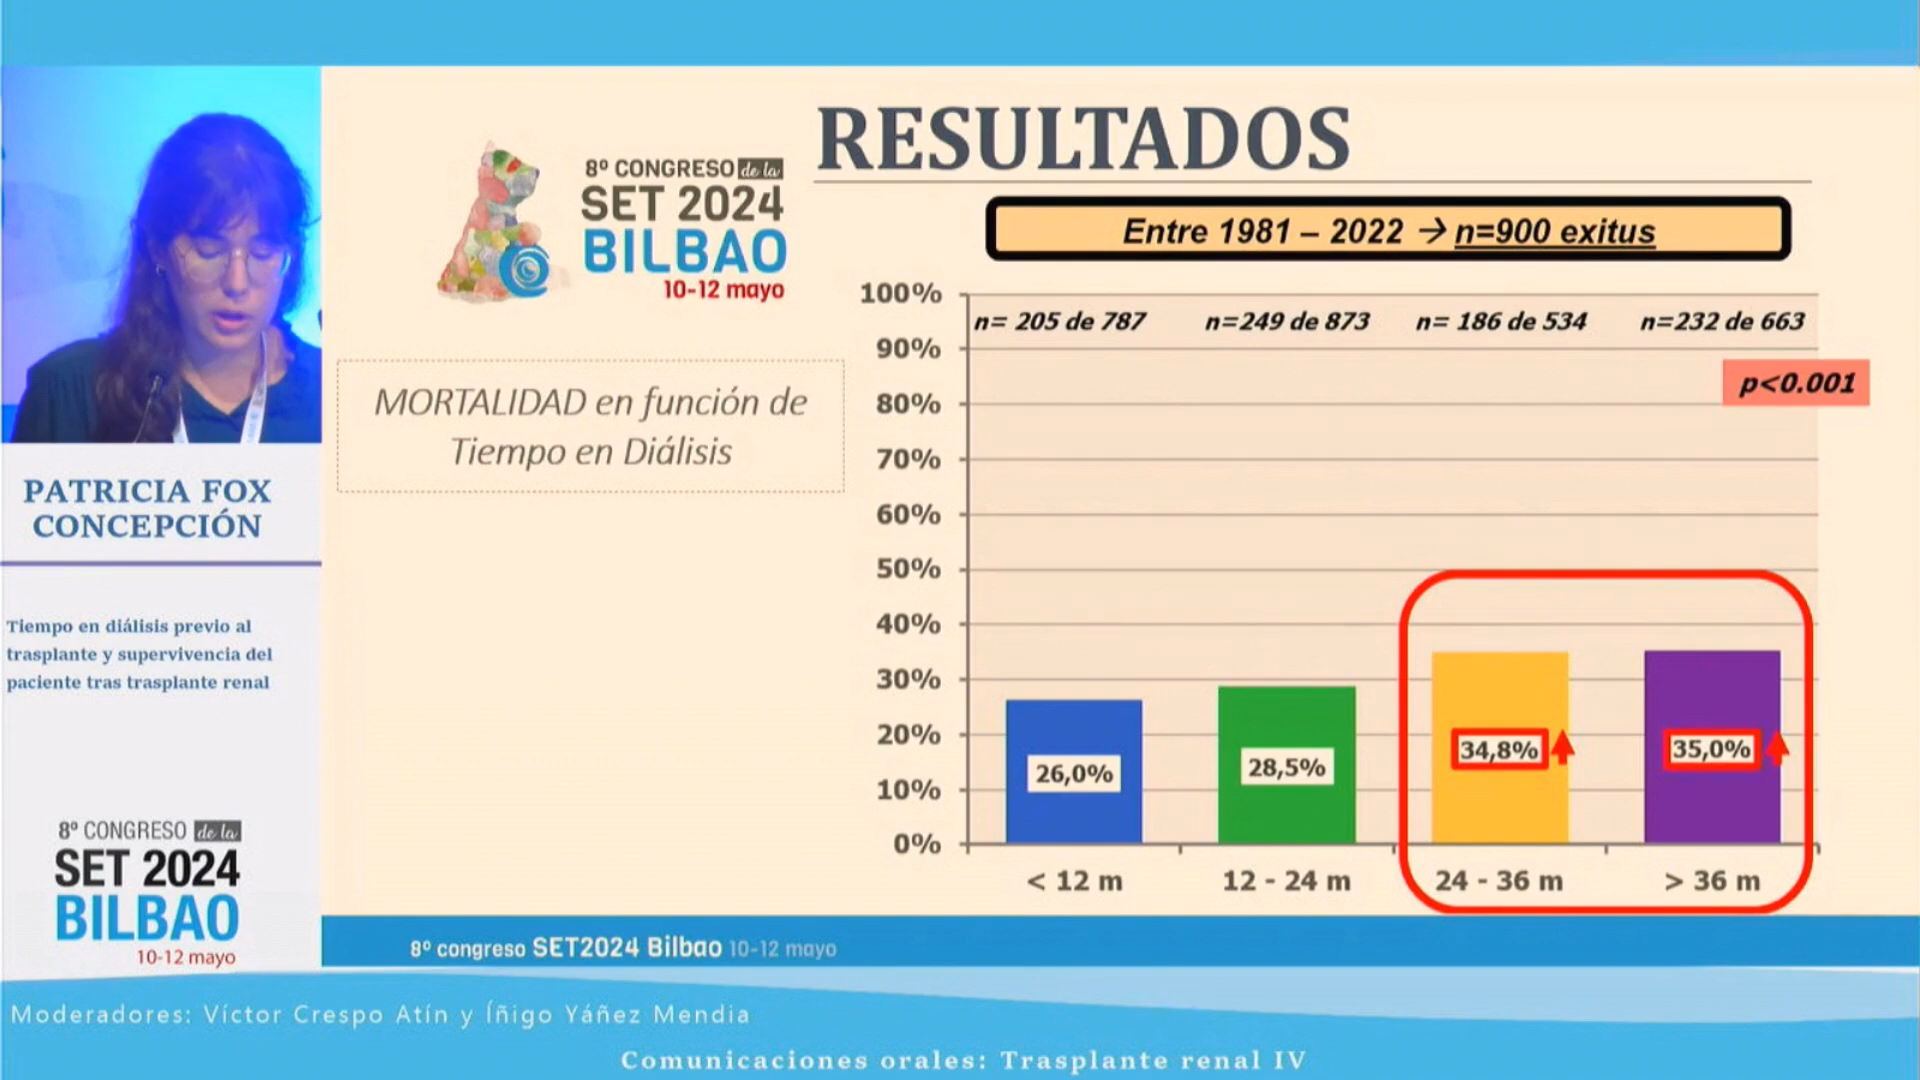 RESULTADOS
8º CONGRESO de la
SET 2024
BILBAO
10-12 mayo
Entre 1981 – 2022 → n=900 exitus
MORTALIDAD en función de
Tiempo en Diálisis
100%
90%
80%
70%
60%
50%
40%
30%
20%
10%
0%
n= 205 de 787
n=249 de 873
n= 186 de 534
n=232 de 663
p<0.001
26,0%
28,5%
34,8%
35,0%
< 12 m
12 - 24 m
24 - 36 m
> 36 m
PATRICIA FOX
CONCEPCIÓN
Tiempo en diálisis previo al
trasplante y supervivencia del
paciente tras trasplante renal
8º CONGRESO de la
SET 2024
BILBAO
10-12 mayo
8º congreso SET2024 Bilbao 10-12 mayo
Moderadores: Víctor Crespo Atín y Íñigo Yáñez Mendia
Comunicaciones orales: Trasplante renal IV